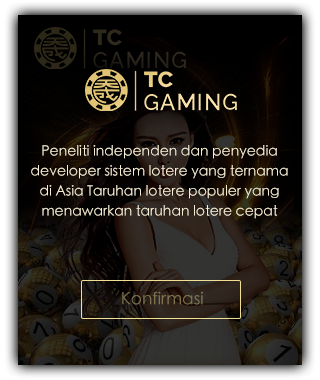 TC
GAMING
TC
GAMING
Peneliti independen dan penyedia
developer sistem lotere yang ternama
di Asia Taruhan lotere populer yang
menawarkan taruhan lotere cepat
Konfirmasi